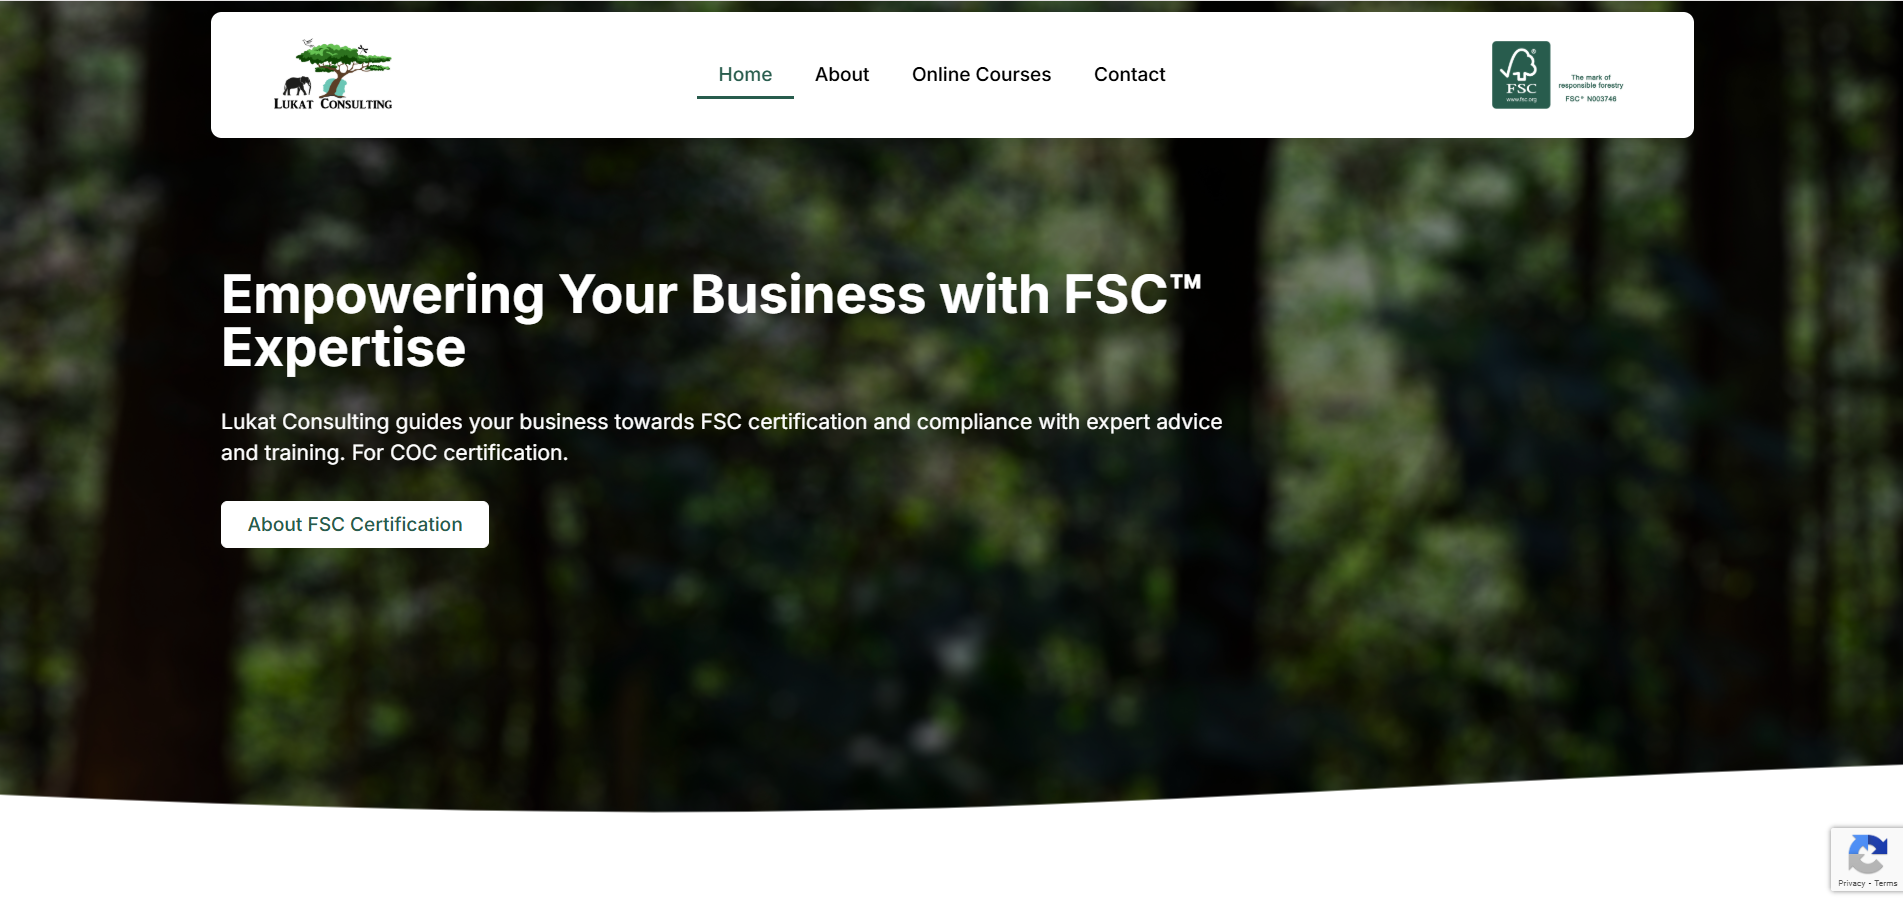 LUKAT CONSULTING
Home
About
Online Courses
Contact
FSC
www.fsc.org
The mark of
responsible forestry
FSC® N003746
Empowering Your Business with FSC™
Expertise
Lukat Consulting guides your business towards FSC certification and compliance with expert advice
and training. For COC certification.
About FSC Certification
Privacy - Terms